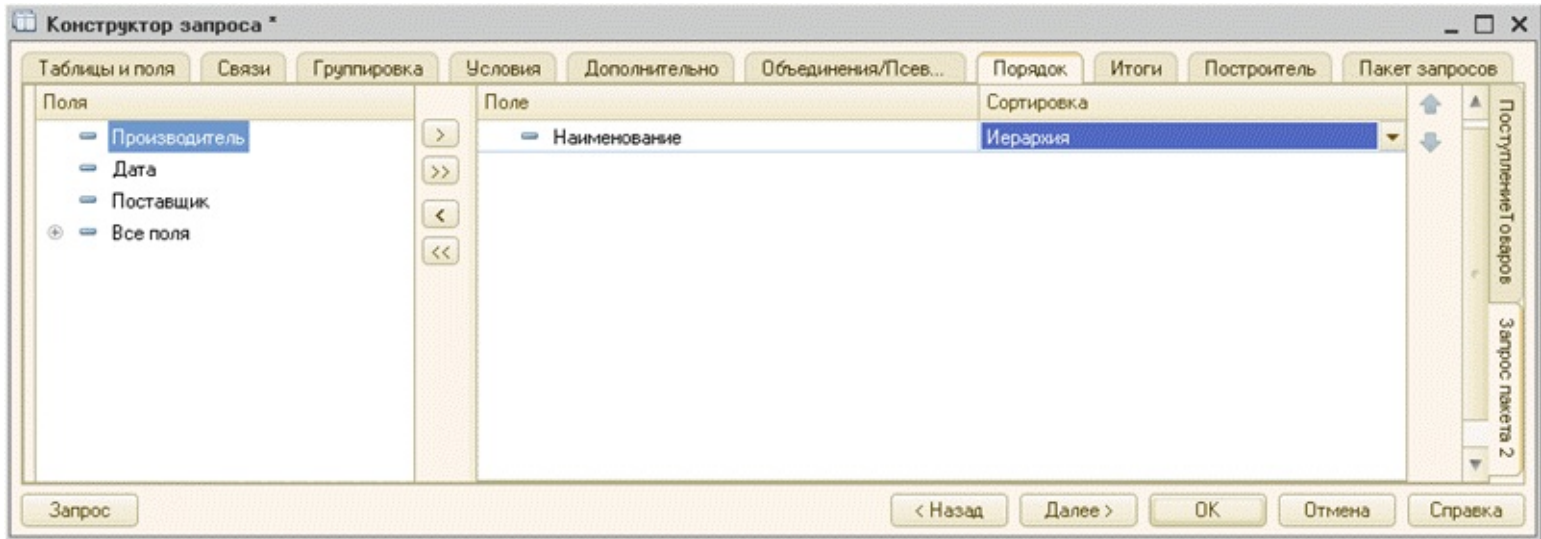 Конструктор запроса *
Таблицы и поля Связи Группировка Условия Дополнительно Объединения/Псев... Порядок Итоги Построитель Пакет запросов
Поля Поле Сортировка
Производитель > Наименование Иерархия
Дата >>
Поставщик <
Все поля <<
ПоступлениеТоваров
Запрос пакета 2
Запрос < Назад Далее > ОК Отмена Справка